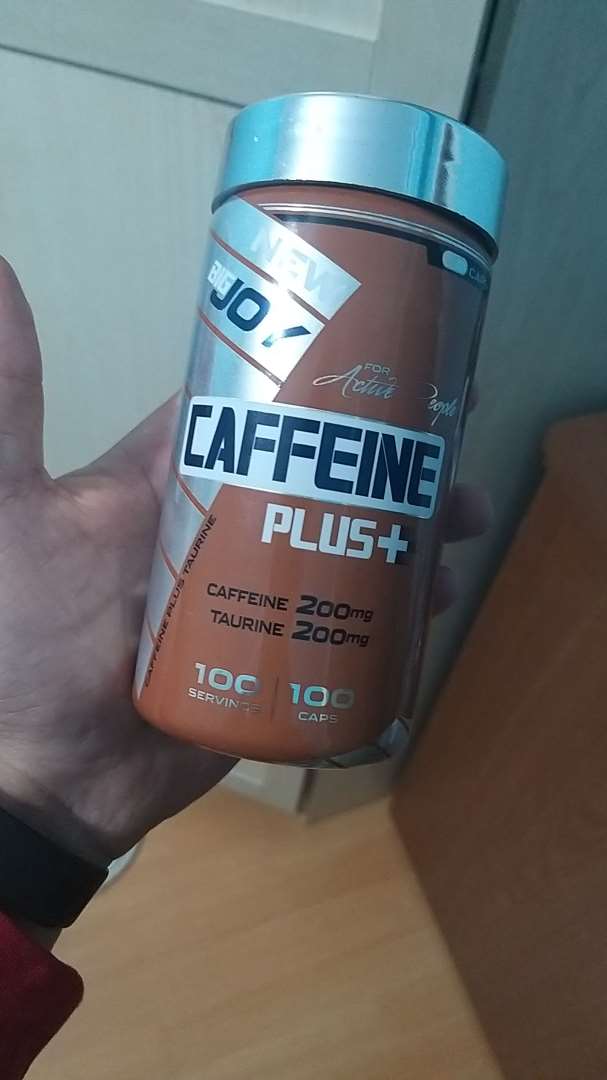 NEW
BIG
JOY
CAPS
FOR
Active People
CAFFEINE
PLUS+
CAFFEINE PLUS TAURINE
CAFFEINE 200mg
TAURINE 200mg
100 SERVINGS
100 CAPS